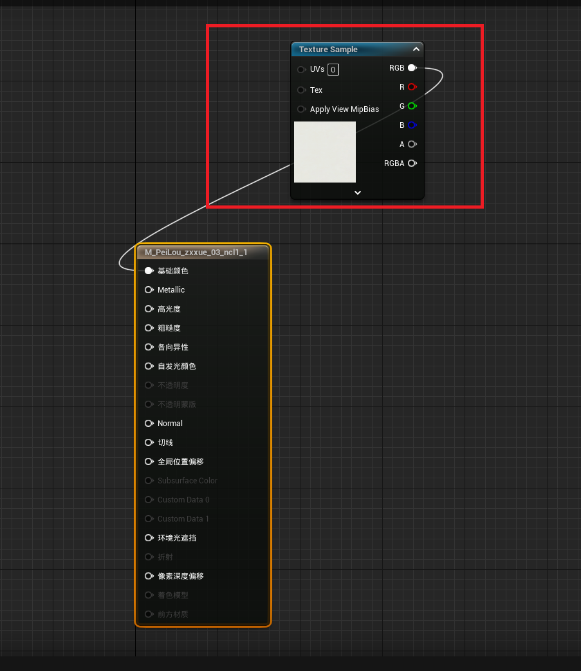 Texture Sample
UVs 0
RGB
R
Tex
G
Apply View MipBias
B
A
RGBA
M_PeiLou_zxxue_03_ncl1_1
基础颜色
Metallic
高光度
粗糙度
各向异性
自发光颜色
不透明度
不透明蒙版
Normal
切线
全局位置偏移
Subsurface Color
Custom Data 0
Custom Data 1
环境光遮挡
折射
像素深度偏移
着色模型
前方材质